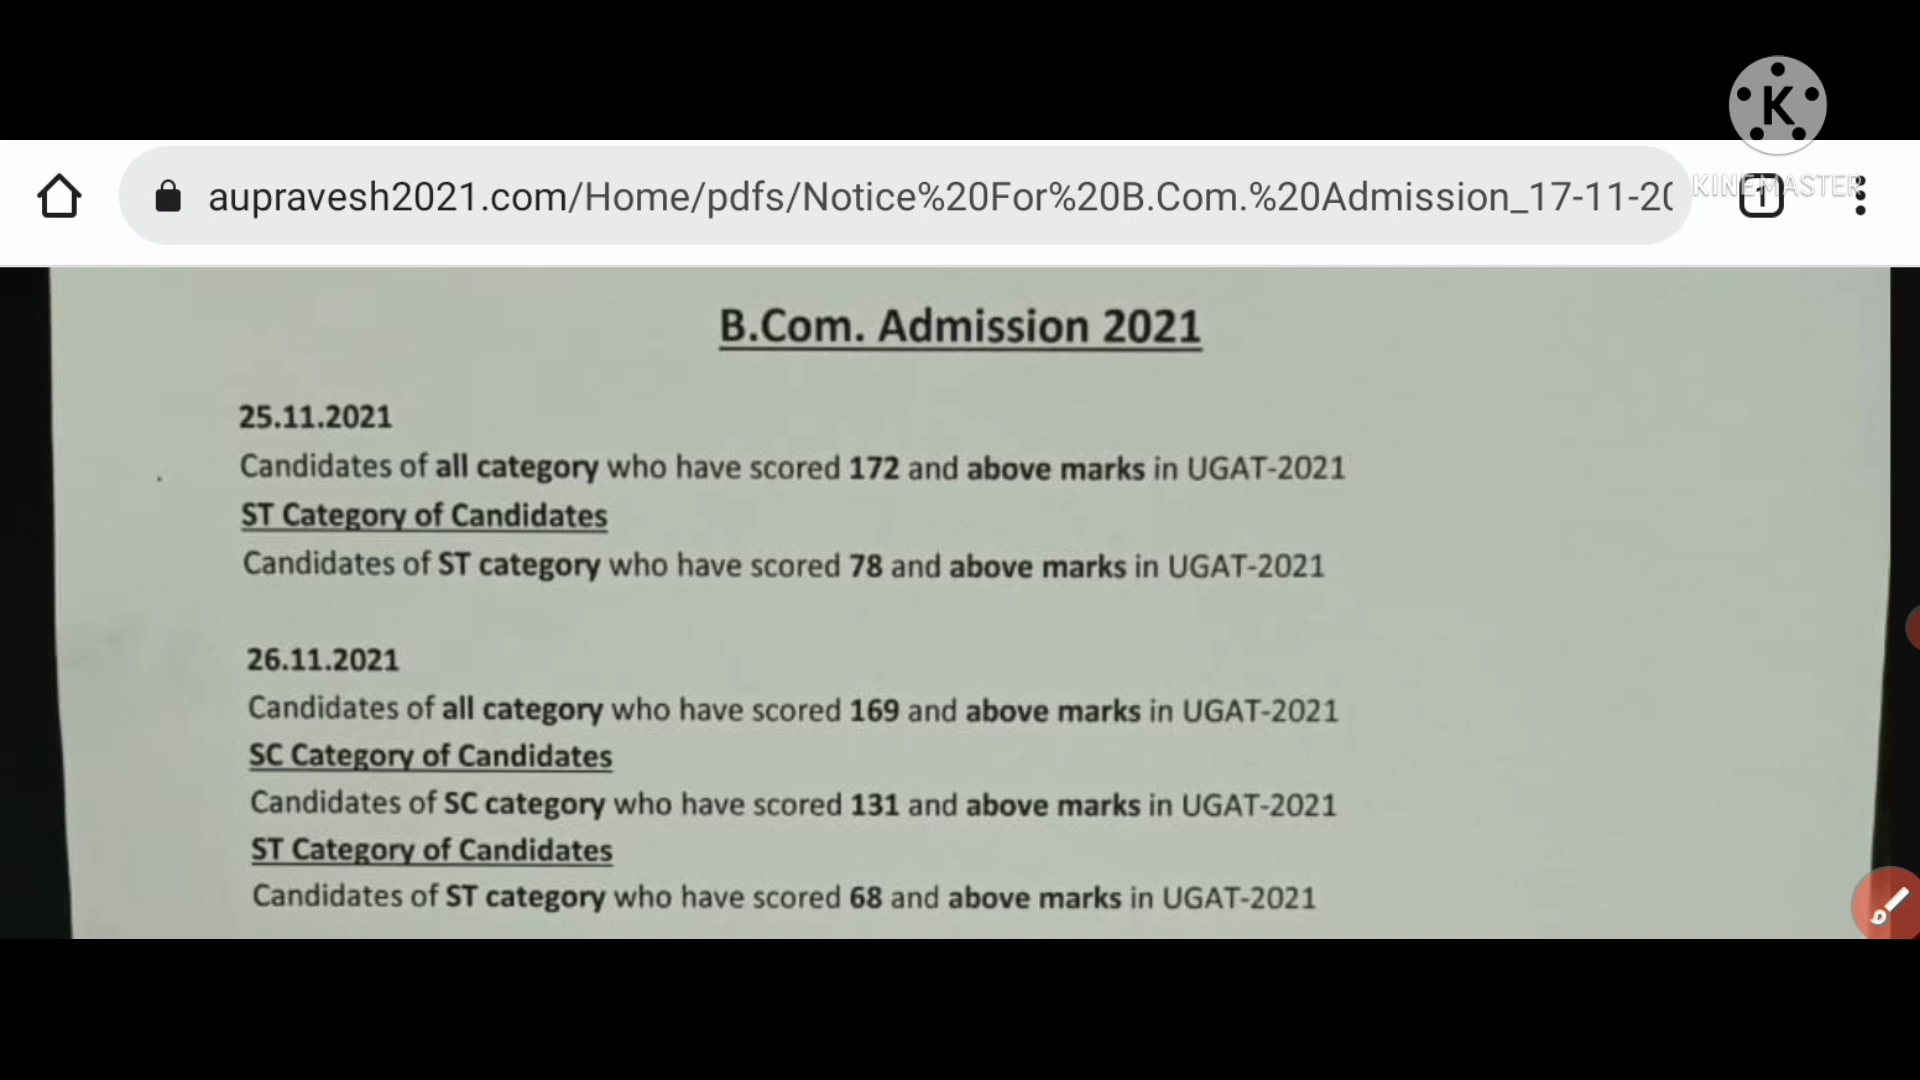 K
KINEMASTER
aupravesh2021.com/Home/pdfs/Notice%20For%20B.Com.%20Admission_17-11-20
1
B.Com. Admission 2021
25.11.2021
Candidates of all category who have scored 172 and above marks in UGAT-2021
ST Category of Candidates
Candidates of ST category who have scored 78 and above marks in UGAT-2021
26.11.2021
Candidates of all category who have scored 169 and above marks in UGAT-2021
SC Category of Candidates
Candidates of SC category who have scored 131 and above marks in UGAT-2021
ST Category of Candidates
Candidates of ST category who have scored 68 and above marks in UGAT-2021